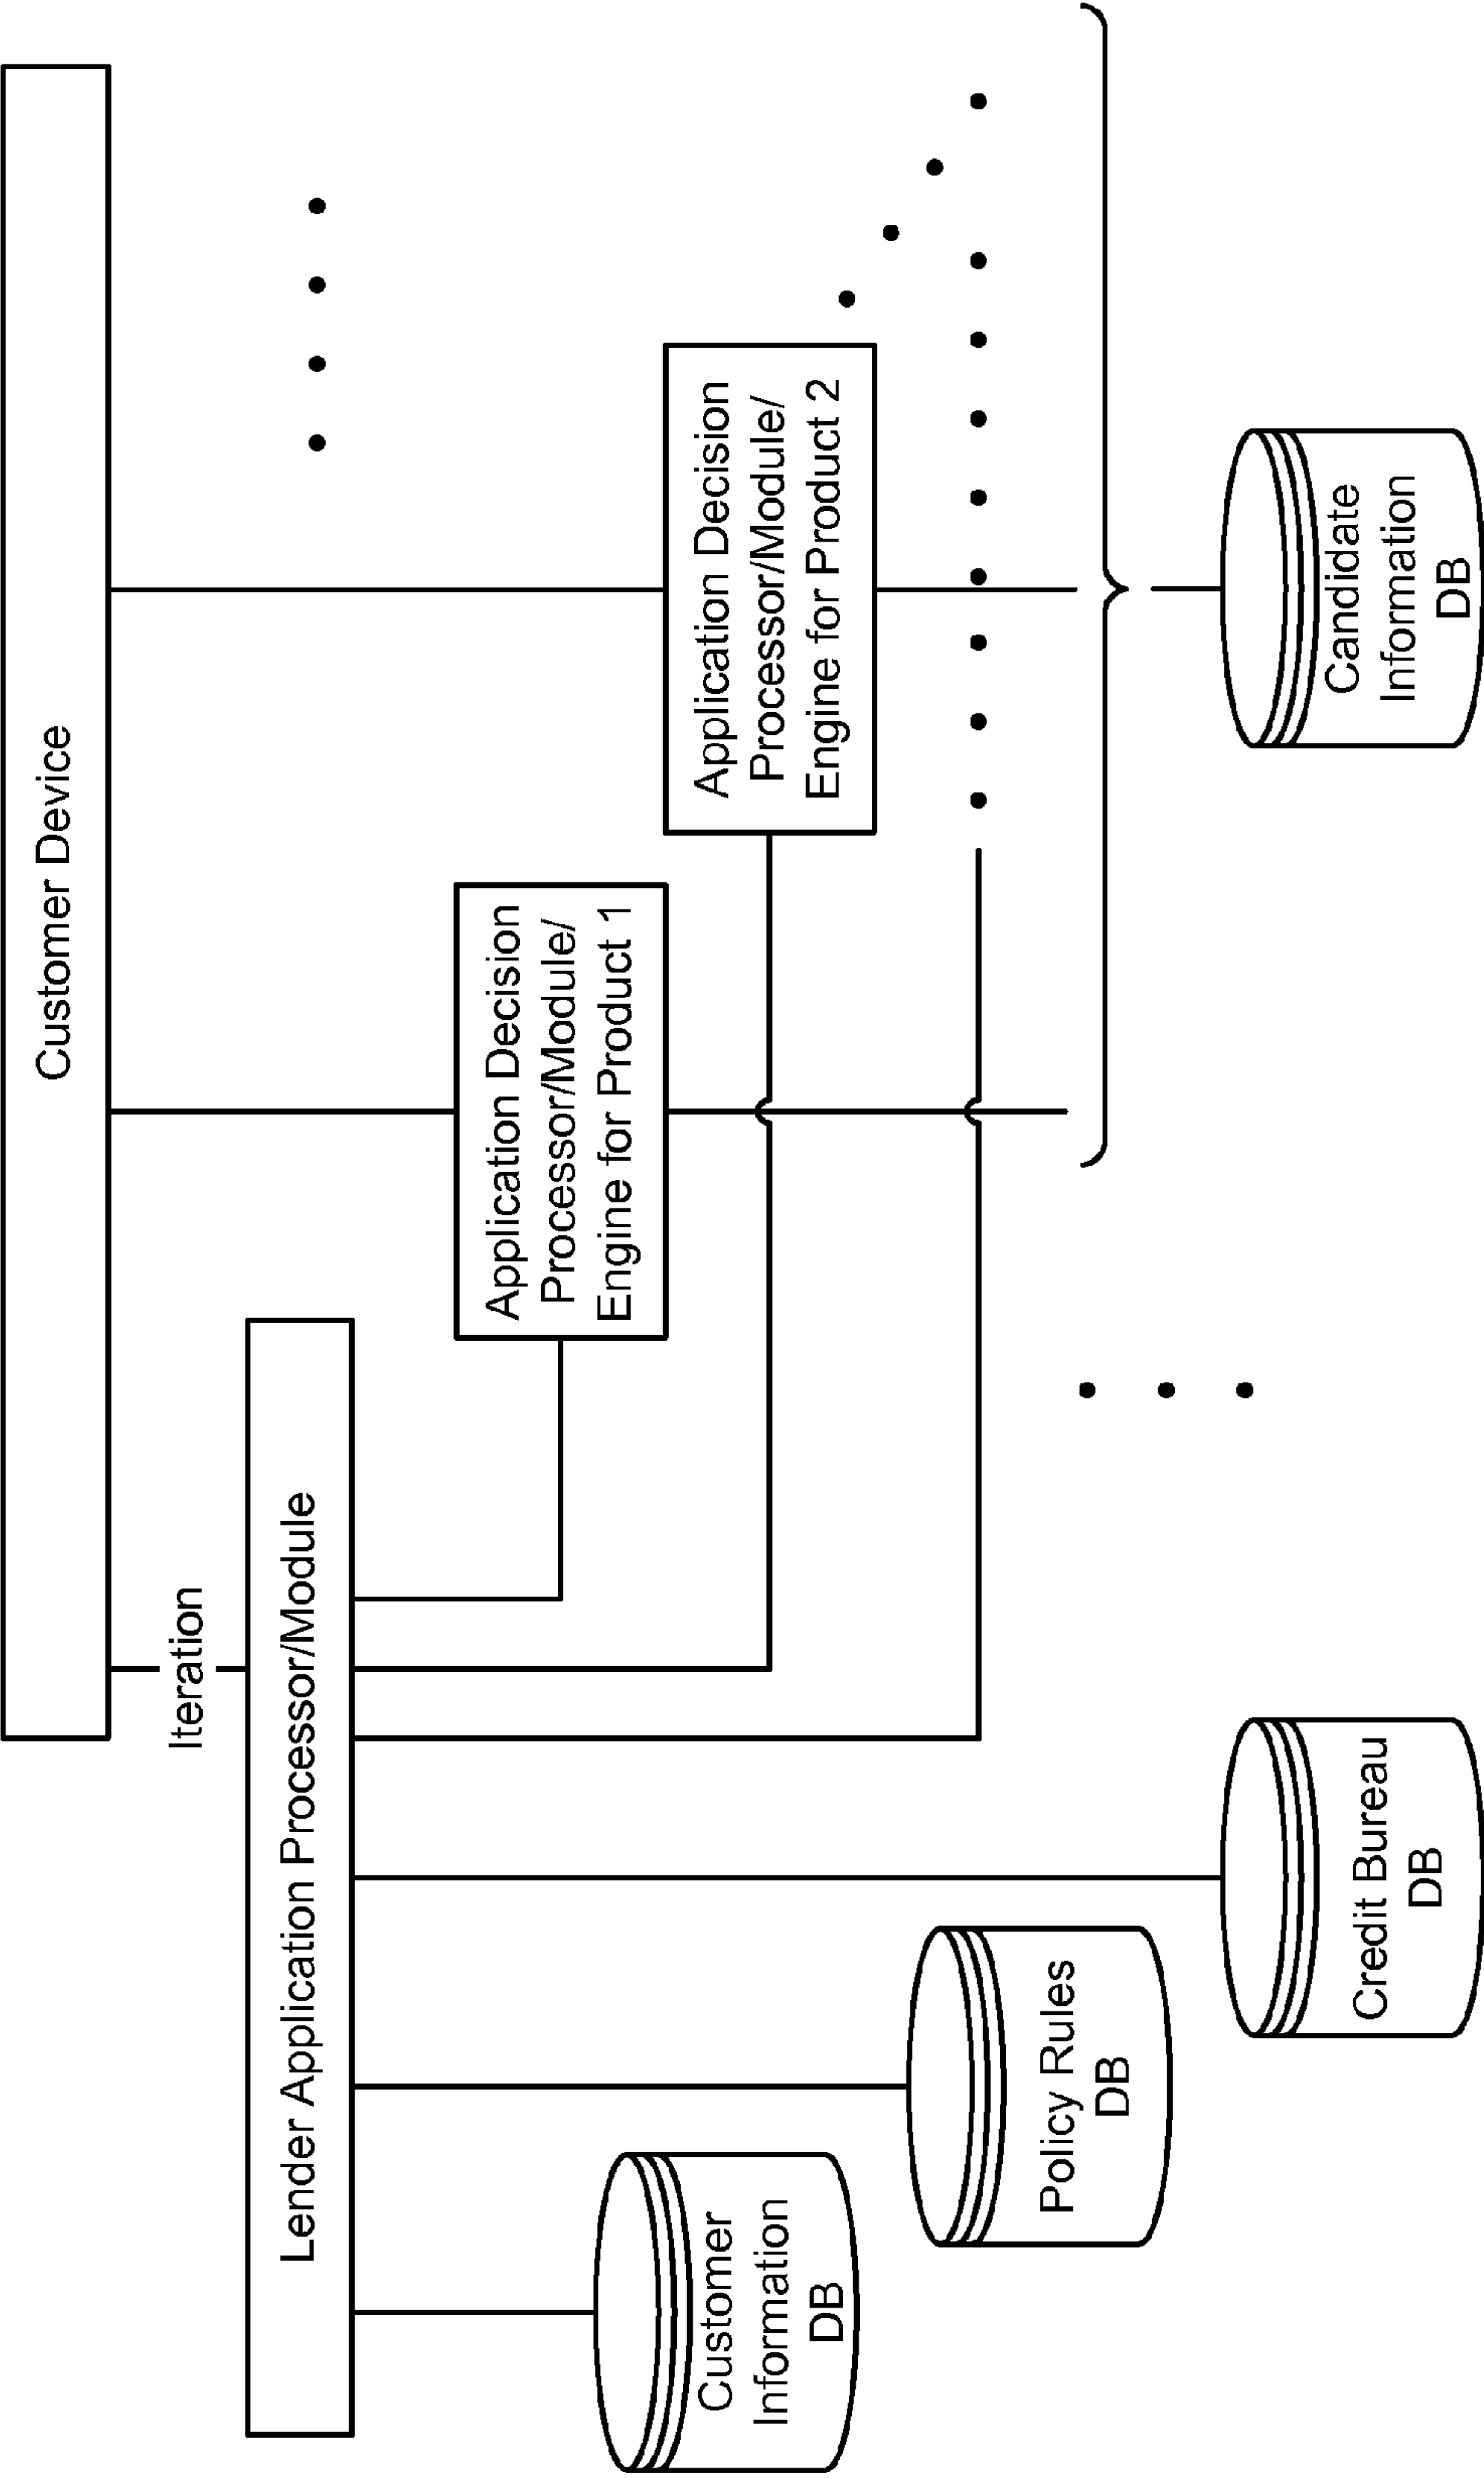 Customer Device
Iteration
Lender Application Processor/Module
Application Decision
Processor/Module/
Engine for Product 1
Application Decision
Processor/Module/
Engine for Product 2
Customer
Information
DB
Policy Rules
DB
Credit Bureau
DB
Candidate
Information
DB